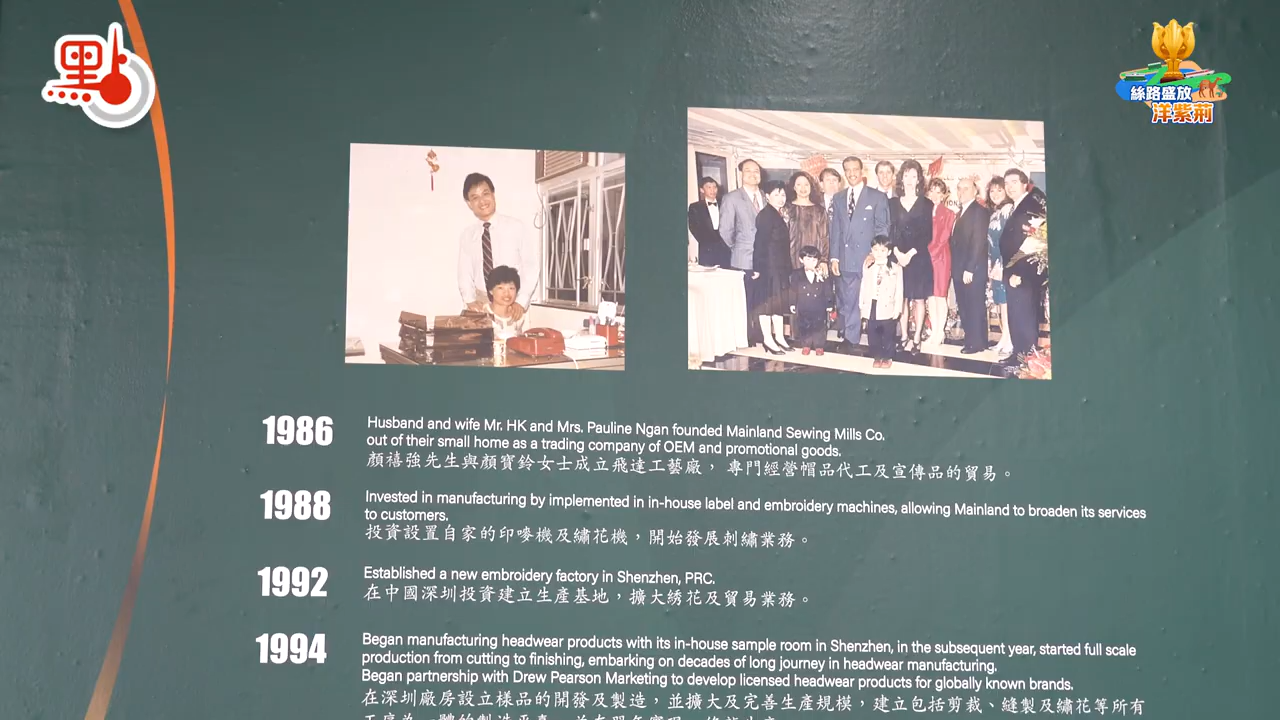 點
絲路盛放
洋紫荊
1986
Husband and wife Mr. HK and Mrs. Pauline Ngan founded Mainland Sewing Mills Co.
out of their small home as a trading company of OEM and promotional goods.
顏禧強先生與顏寶鈴女士成立飛達工藝廠，專門經營帽品代工及宣傳品的貿易。
1988
Invested in manufacturing by implemented in in-house label and embroidery machines, allowing Mainland to broaden its services
to customers.
投資設置自家的印嘜機及繡花機，開始發展刺繡業務。
1992
Established a new embroidery factory in Shenzhen, PRC.
在中國深圳投資建立生產基地，擴大綉花及貿易業務。
1994
Began manufacturing headwear products with its in-house sample room in Shenzhen, in the subsequent year, started full scale
production from cutting to finishing, embarking on decades of long journey in headwear manufacturing.
Began partnership with Drew Pearson Marketing to develop licensed headwear products for globally known brands.
在深圳廠房設立樣品的開發及製造，並擴大及完善生產規模，建立包括剪裁、縫製及繡花等所有